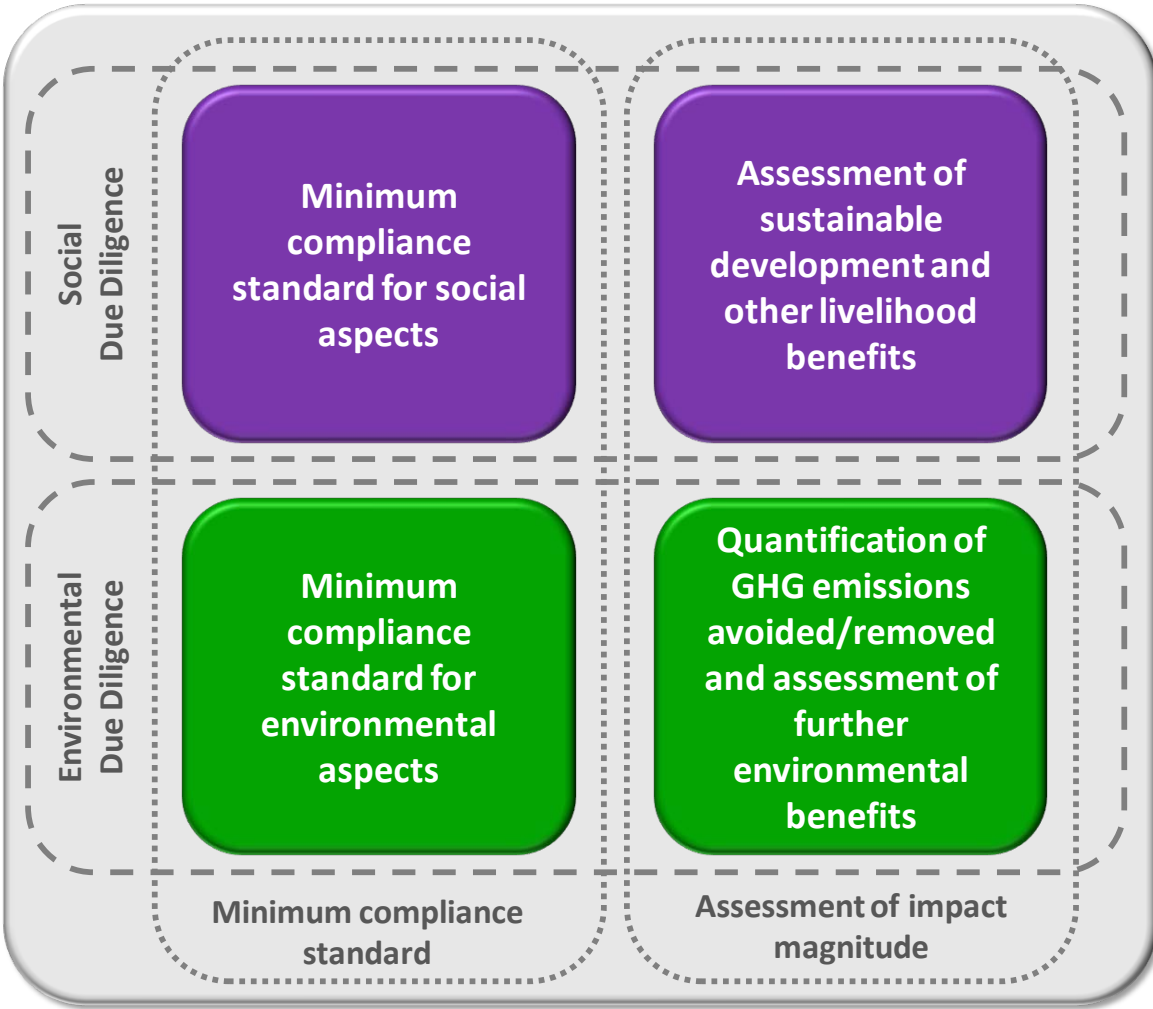 Social
Due Diligence
Minimum
compliance
standard for social
aspects
Assessment of
sustainable
development and
other livelihood
benefits
Environmental
Due Diligence
Minimum
compliance
standard for
environmental
aspects
Quantification of
GHG emissions
avoided/removed
and assessment of
further
environmental
benefits
Minimum compliance
standard
Assessment of impact
magnitude